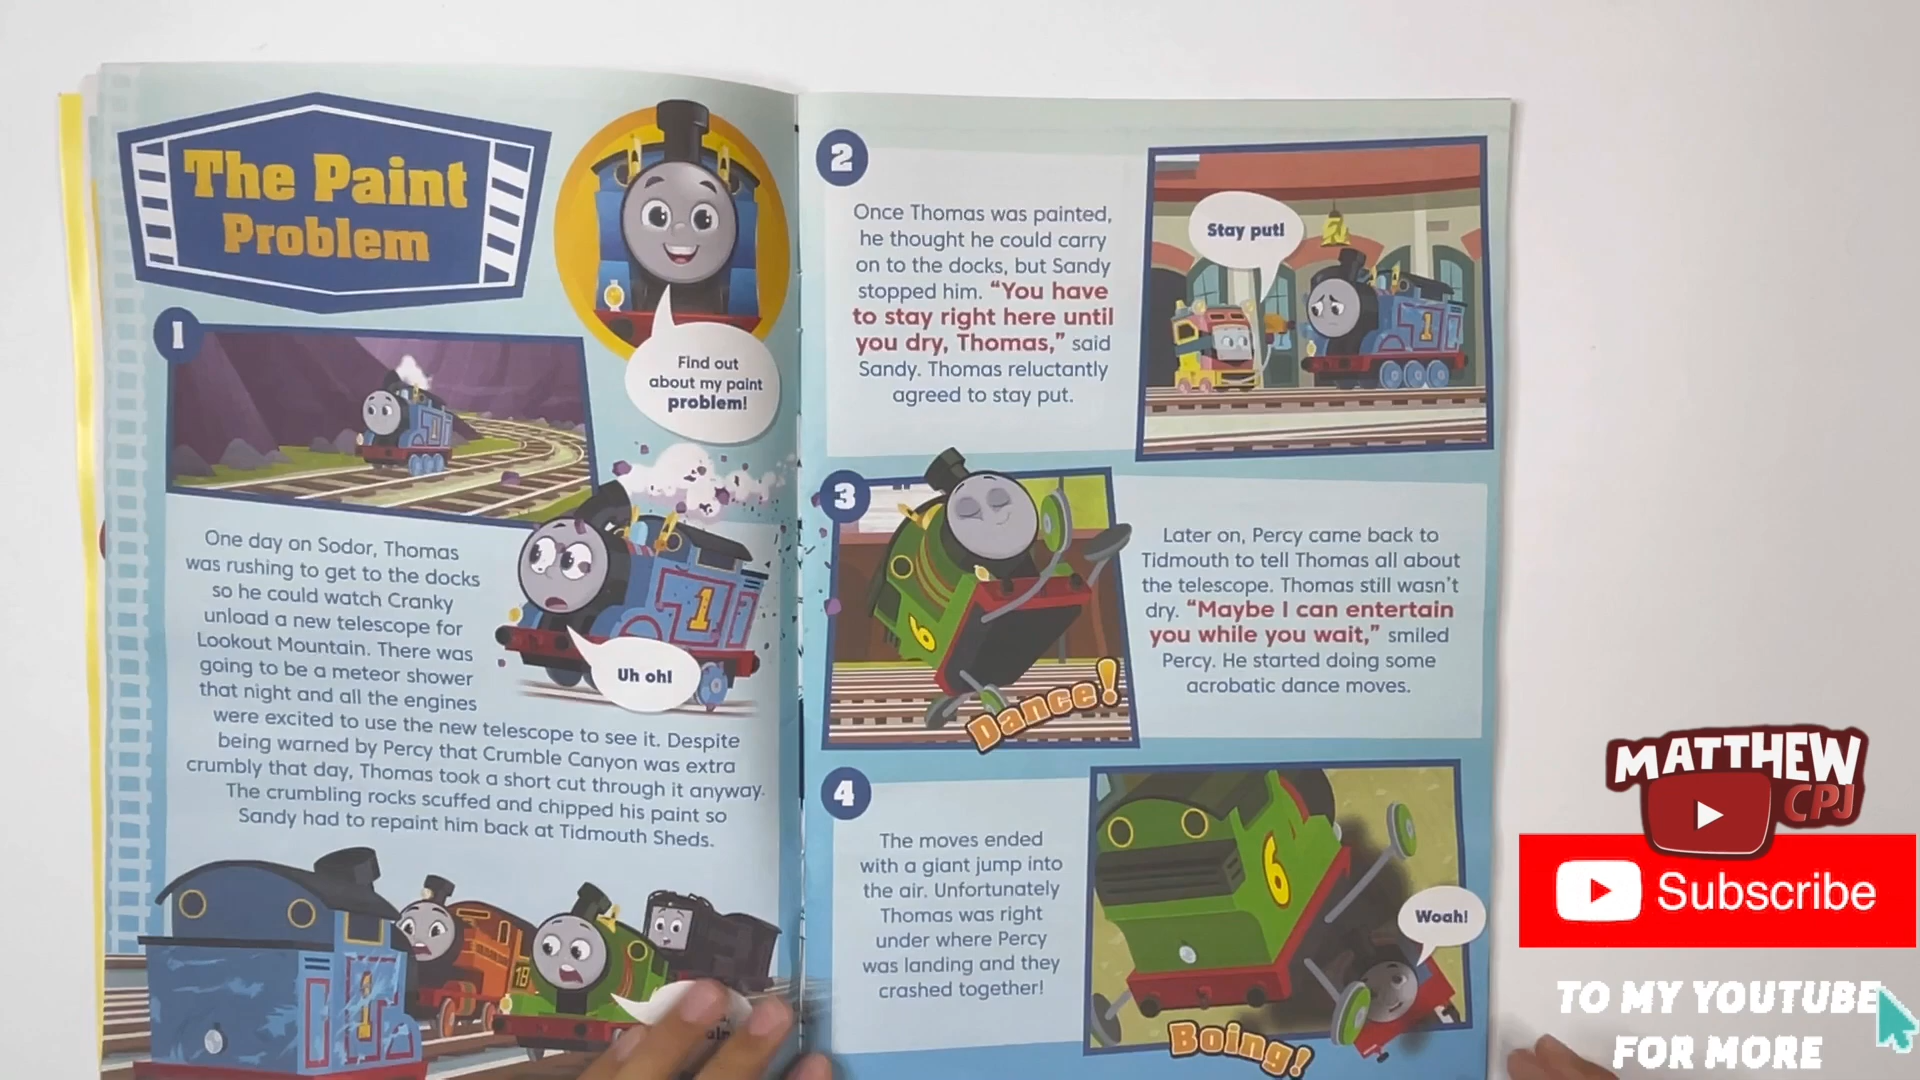 The Paint
Problem
Find out
about my paint
problem!
1
One day on Sodor, Thomas
was rushing to get to the docks
so he could watch Cranky
unload a new telescope for
Lookout Mountain. There was
going to be a meteor shower
that night and all the engines
were excited to use the new telescope to see it. Despite
being warned by Percy that Crumble Canyon was extra
crumbly that day, Thomas took a short cut through it anyway.
The crumbling rocks scuffed and chipped his paint so
Sandy had to repaint him back at Tidmouth Sheds.
1
1
Uh oh!
1
18
2
Once Thomas was painted,
he thought he could carry
on to the docks, but Sandy
stopped him. “You have
to stay right here until
you dry, Thomas,” said
Sandy. Thomas reluctantly
agreed to stay put.
Stay put!
1
3
6
Dance!
Later on, Percy came back to
Tidmouth to tell Thomas all about
the telescope. Thomas still wasn't
dry. “Maybe I can entertain
you while you wait,” smiled
Percy. He started doing some
acrobatic dance moves.
4
The moves ended
with a giant jump into
the air. Unfortunately
Thomas was right
under where Percy
was landing and they
crashed together!
6
Woah!
Boing!
MATTHEW
CPJ
Subscribe
TO MY YOUTUBE
FOR MORE